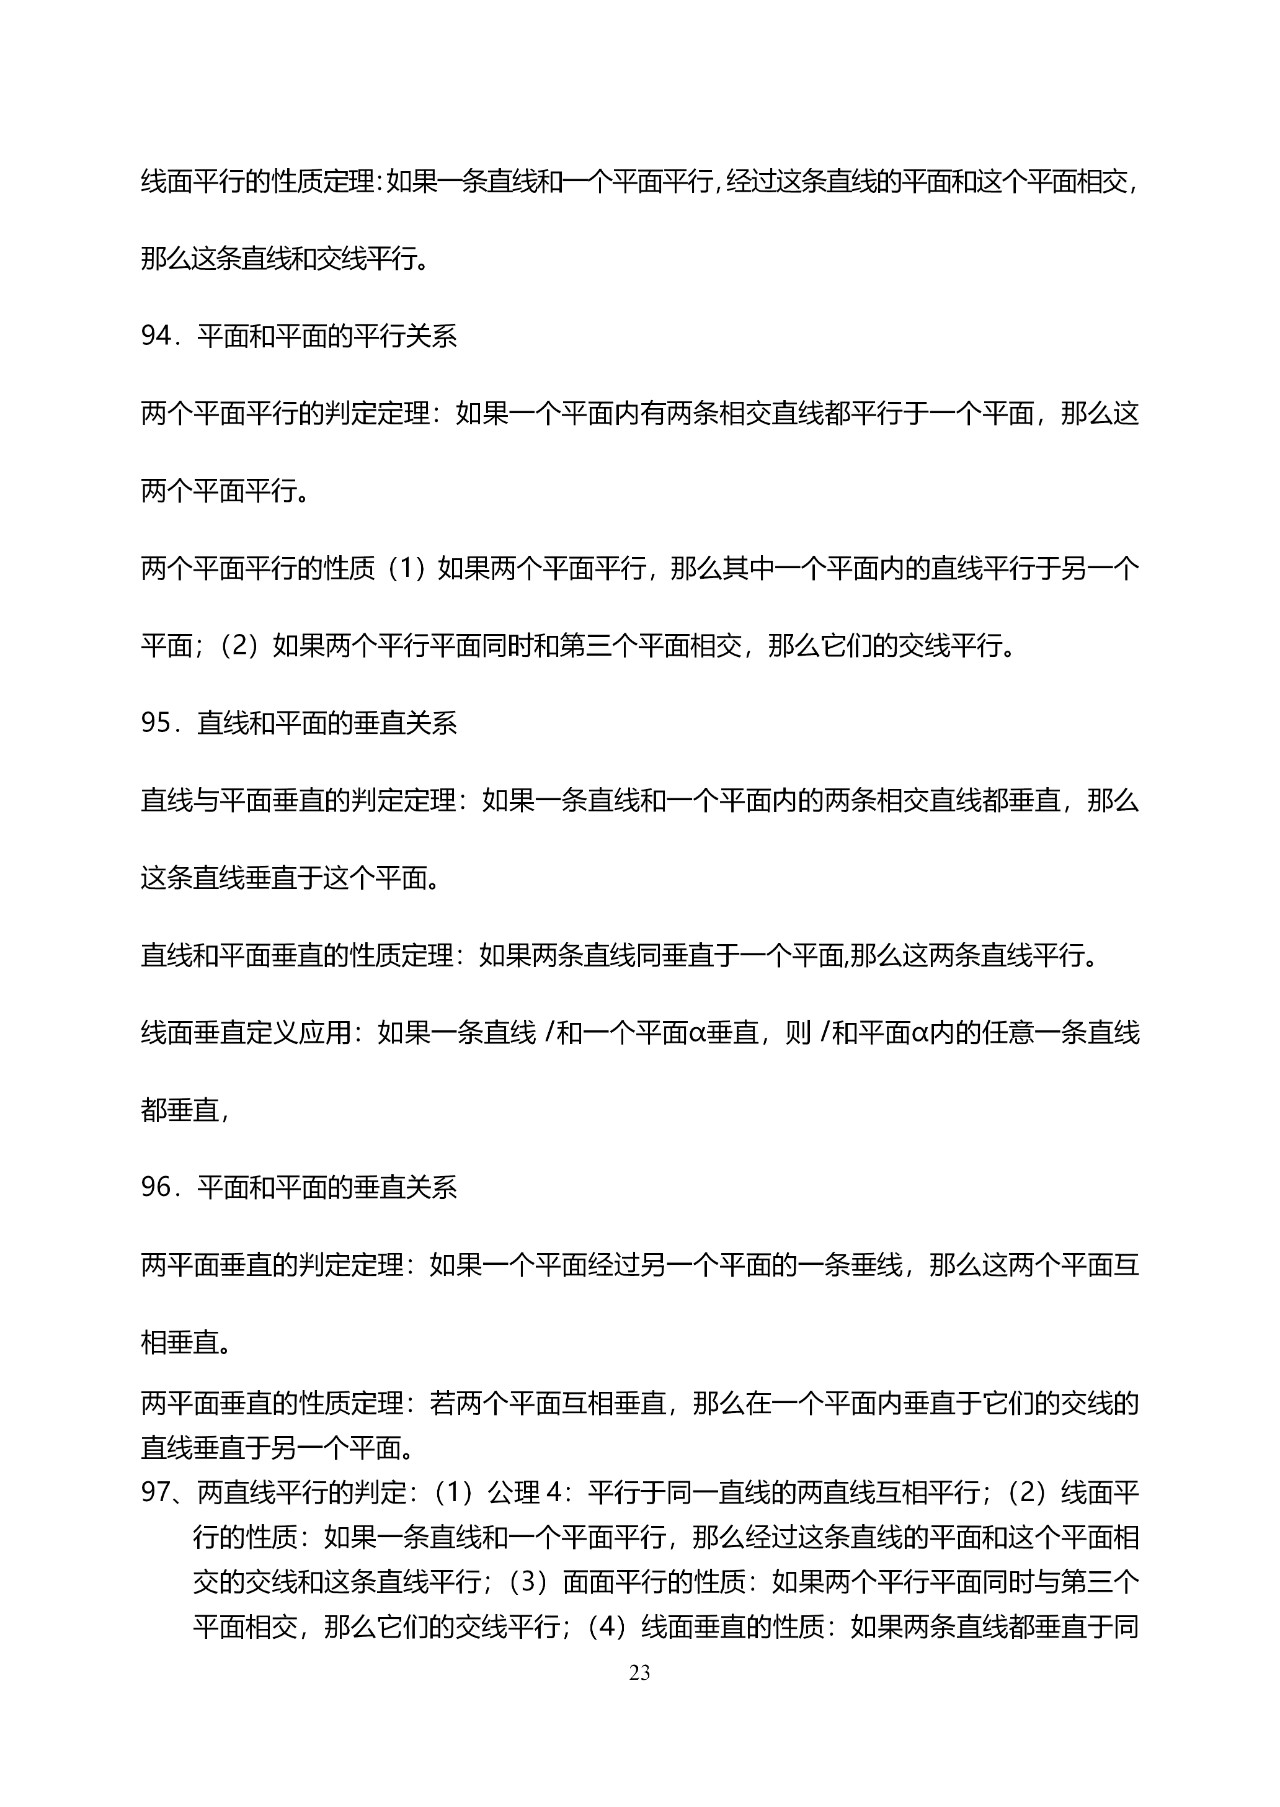 线面平行的性质定理：如果一条直线和一个平面平行，经过这条直线的平面和这个平面相交，
那么这条直线和交线平行。
94．平面和平面的平行关系
两个平面平行的判定定理：如果一个平面内有两条相交直线都平行于一个平面，那么这
两个平面平行。
两个平面平行的性质（1）如果两个平面平行，那么其中一个平面内的直线平行于另一个
平面；（2）如果两个平行平面同时和第三个平面相交，那么它们的交线平行。
95．直线和平面的垂直关系
直线与平面垂直的判定定理：如果一条直线和一个平面内的两条相交直线都垂直，那么
这条直线垂直于这个平面。
直线和平面垂直的性质定理：如果两条直线同垂直于一个平面,那么这两条直线平行。
线面垂直定义应用：如果一条直线 l和一个平面α垂直，则 l和平面α内的任意一条直线
都垂直，
96．平面和平面的垂直关系
两平面垂直的判定定理：如果一个平面经过另一个平面的一条垂线，那么这两个平面互
相垂直。
两平面垂直的性质定理：若两个平面互相垂直，那么在一个平面内垂直于它们的交线的
直线垂直于另一个平面。
97、两直线平行的判定：（1）公理 4：平行于同一直线的两直线互相平行；（2）线面平
行的性质：如果一条直线和一个平面平行，那么经过这条直线的平面和这个平面相
交的交线和这条直线平行；（3）面面平行的性质：如果两个平行平面同时与第三个
平面相交，那么它们的交线平行；（4）线面垂直的性质：如果两条直线都垂直于同
23